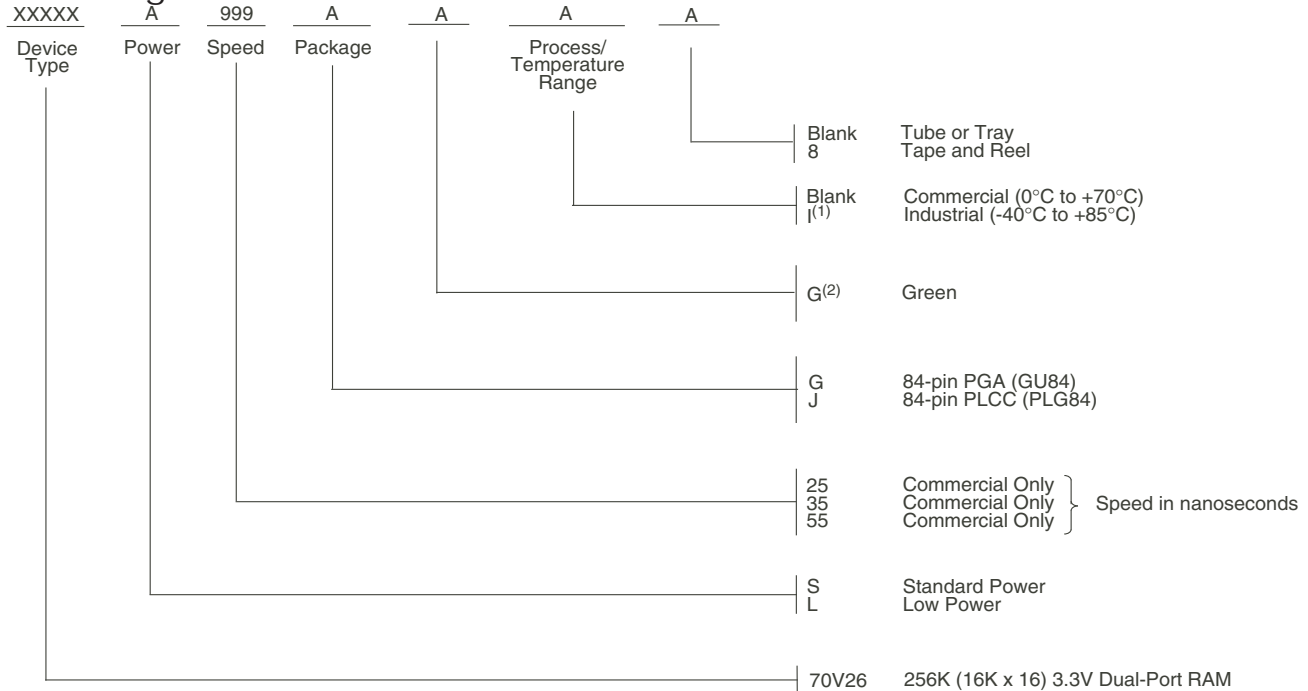 XXXXX A 999 A A A A
Device Type
Power
Speed
Package
Process/
Temperature
Range
Blank Tube or Tray
8 Tape and Reel
Blank Commercial (0°C to +70°C)
I(1) Industrial (-40°C to +85°C)
G(2) Green
G 84-pin PGA (GU84)
J 84-pin PLCC (PLG84)
25 Commercial Only
35 Commercial Only Speed in nanoseconds
55 Commercial Only
S Standard Power
L Low Power
70V26 256K (16K x 16) 3.3V Dual-Port RAM